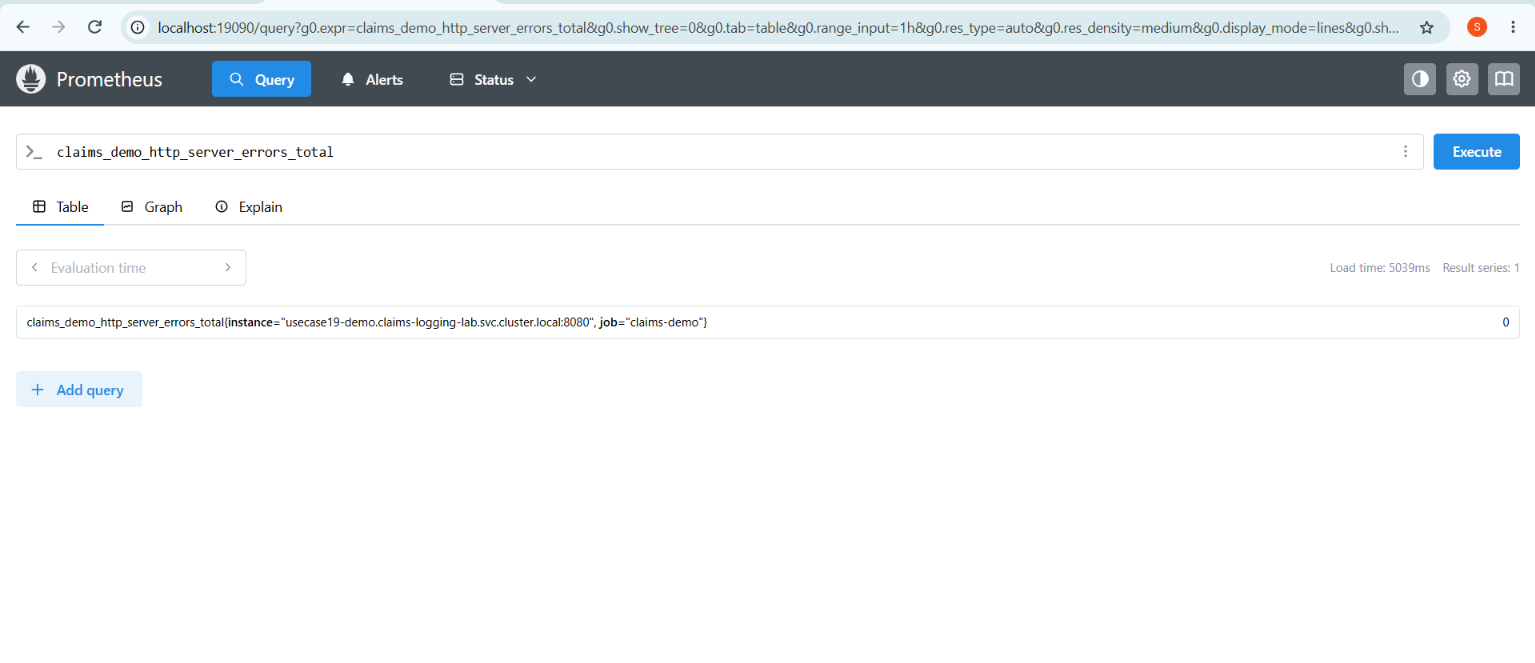 localhost:19090/query?g0.expr=claims_demo_http_server_errors_total&g0.show_tree=0&g0.tab=table&g0.range_input=1h&g0.res_type=auto&g0.res_density=medium&g0.display_mode=lines&g0.sh...
S
Prometheus Query Alerts Status
>_ claims_demo_http_server_errors_total Execute
Table Graph Explain
Evaluation time Load time: 5039ms Result series: 1
claims_demo_http_server_errors_total{instance="usecase19-demo.claims-logging-lab.svc.cluster.local:8080", job="claims-demo"} 0
+ Add query